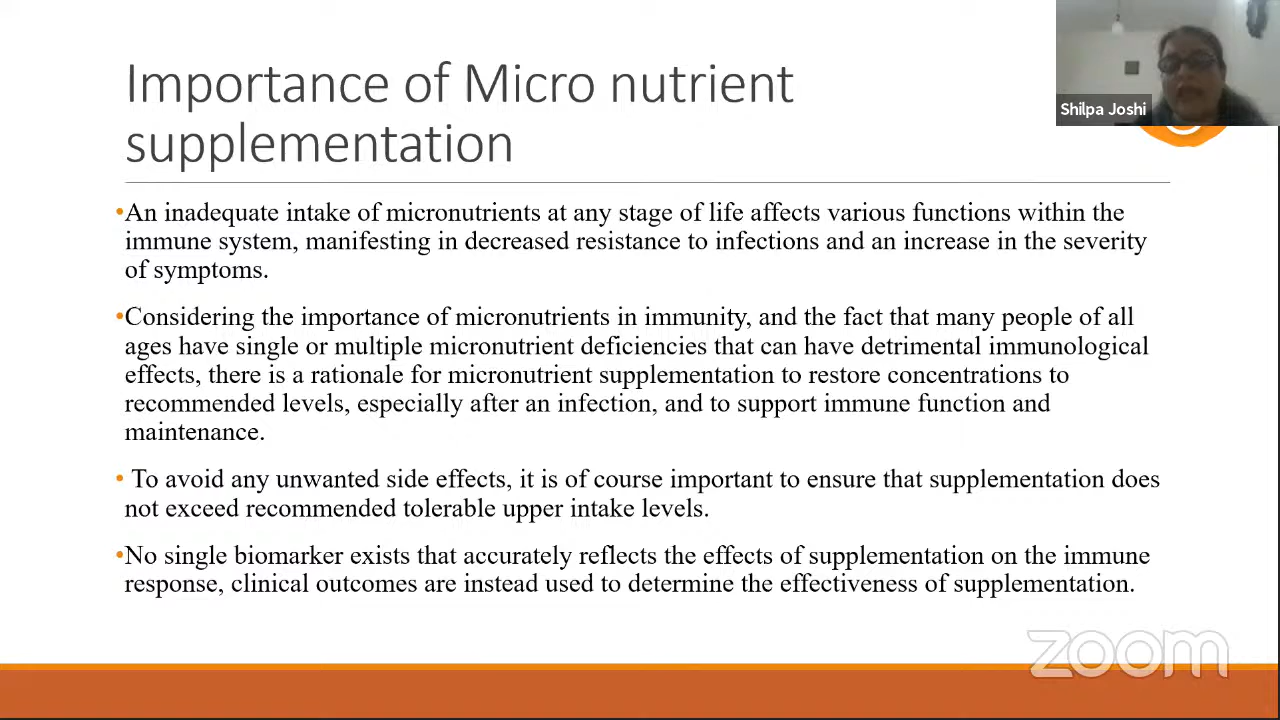 Importance of Micro nutrient
supplementation
Shilpa Joshi
•An inadequate intake of micronutrients at any stage of life affects various functions within the
immune system, manifesting in decreased resistance to infections and an increase in the severity
of symptoms.
•Considering the importance of micronutrients in immunity, and the fact that many people of all
ages have single or multiple micronutrient deficiencies that can have detrimental immunological
effects, there is a rationale for micronutrient supplementation to restore concentrations to
recommended levels, especially after an infection, and to support immune function and
maintenance.
• To avoid any unwanted side effects, it is of course important to ensure that supplementation does
not exceed recommended tolerable upper intake levels.
•No single biomarker exists that accurately reflects the effects of supplementation on the immune
response, clinical outcomes are instead used to determine the effectiveness of supplementation.
zoom